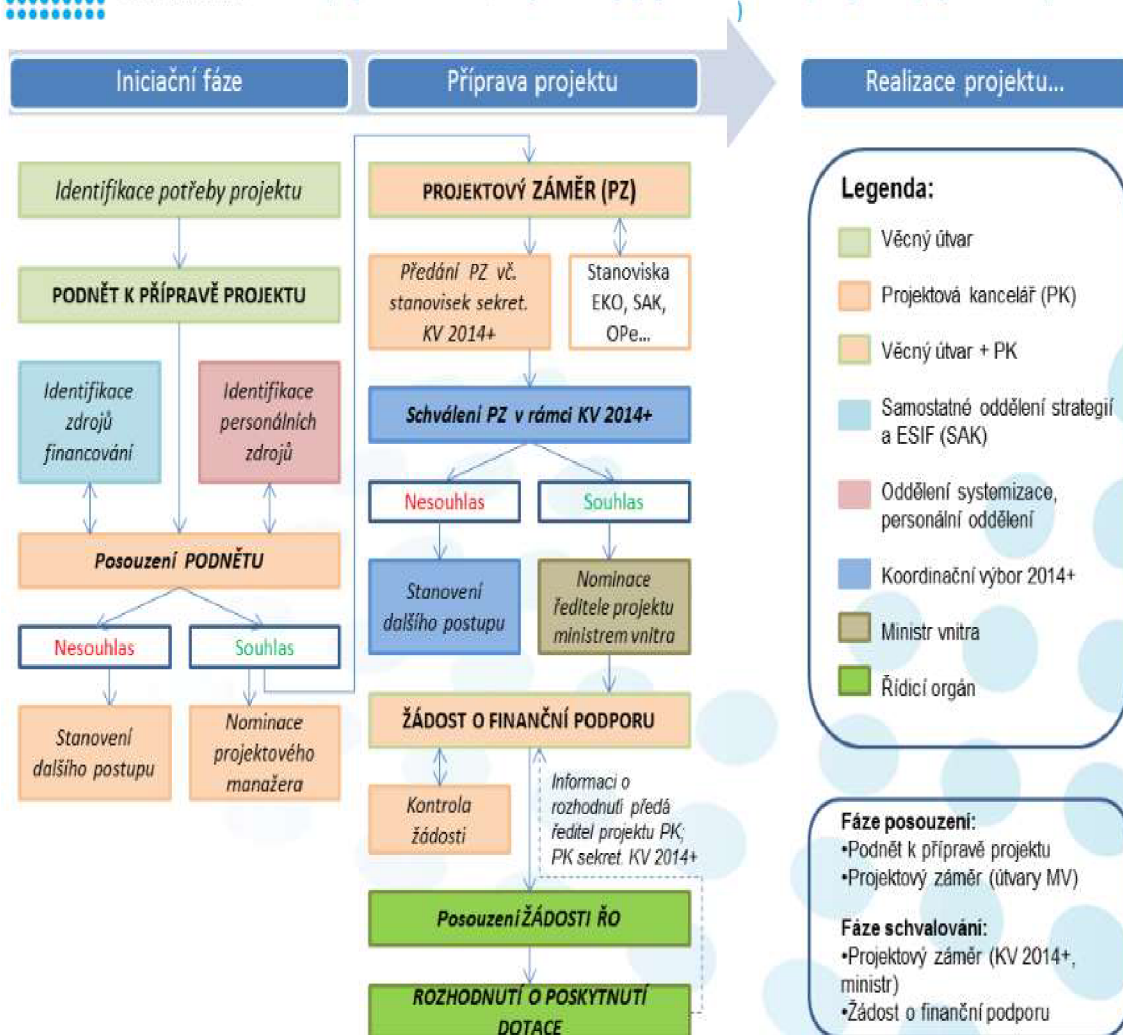 Iniciační fáze
Příprava projektu
Realizace projektu...
Identifikace potřeby projektu
PODNĚT K PŘÍPRAVĚ PROJEKTU
Identifikace
zdrojů
financování
Identifikace
personálních
zdrojů
Posouzení PODNĚTU
Nesouhlas
Souhlas
Stanovení
dalšího postupu
Nominace
projektového
manažera
PROJEKTOVÝ ZÁMĚR (PZ)
Předání PZ vč.
stanovisek sekret.
KV 2014+
Stanoviska
EKO, SAK,
OPe...
Schválení PZ v rámci KV 2014+
Nesouhlas
Souhlas
Stanovení
dalšího postupu
Nominace
ředitele projektu
ministrem vnitra
ŽÁDOST O FINANČNÍ PODPORU
Kontrola
žádosti
Informaci o
rozhodnutí předá
ředitel projektu PK;
PK sekret. KV 2014+
Posouzení ŽÁDOSTI ŘO
ROZHODNUTÍ O POSKYTNUTÍ
DOTACE
Legenda:
Věcný útvar
Projektová kancelář (PK)
Věcný útvar + PK
Samostatné oddělení strategií
a ESIF (SAK)
Oddělení systemizace,
personální oddělení
Koordinační výbor 2014+
Ministr vnitra
Řídicí orgán
Fáze posouzení:
•Podnět k přípravě projektu
•Projektový záměr (útvary MV)
Fáze schvalování:
•Projektový záměr (KV 2014+,
ministr)
•Žádost o finanční podporu